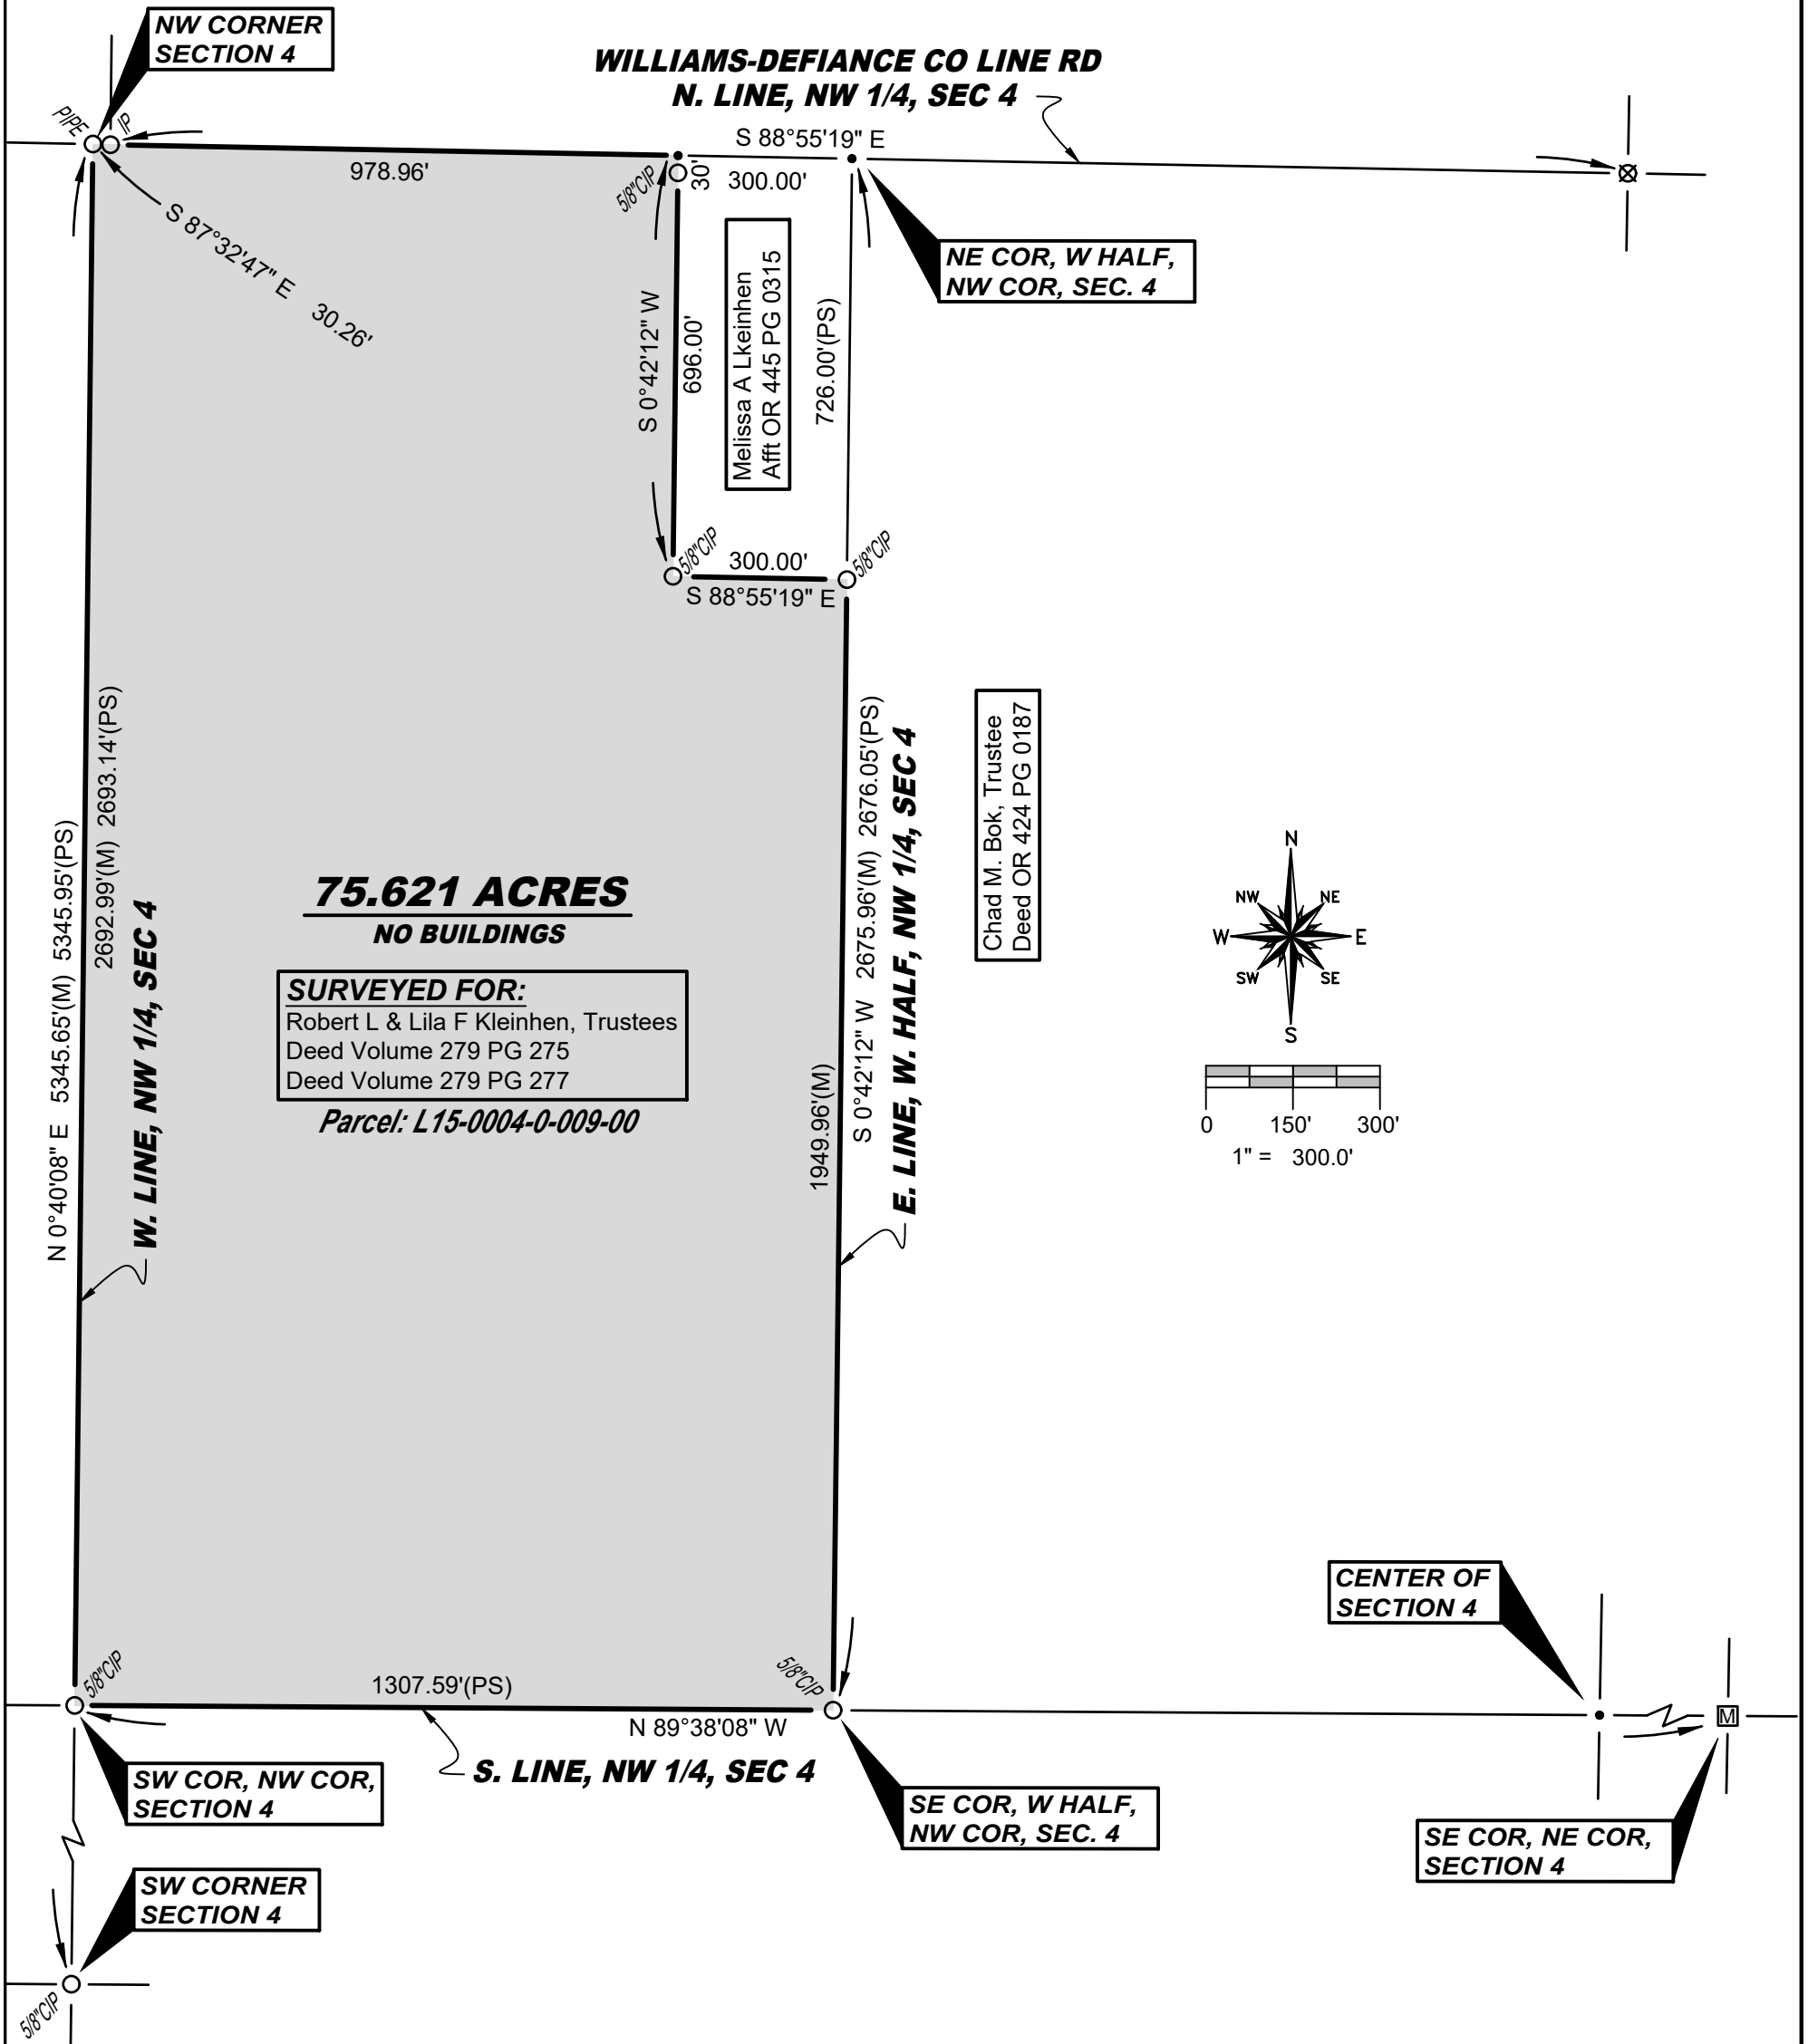 NW CORNER
SECTION 4
WILLIAMS-DEFIANCE CO LINE RD
N. LINE, NW 1/4, SEC 4
PIPE
IP
S 88°55'19" E
978.96'
5/8"CIP
30'
300.00'
S 87°32'47" E 30.26'
NE COR, W HALF,
NW COR, SEC. 4
S 0°42'12" W
696.00'
Melissa A Lkeinhen
Afft OR 445 PG 0315
726.00'(PS)
5/8"CIP
300.00'
5/8"CIP
S 88°55'19" E
N 0°40'08" E 5345.65'(M) 5345.95'(PS)
2692.99'(M) 2693.14'(PS)
W. LINE, NW 1/4, SEC 4
75.621 ACRES
NO BUILDINGS
SURVEYED FOR:
Robert L & Lila F Kleinhen, Trustees
Deed Volume 279 PG 275
Deed Volume 279 PG 277
Parcel: L15-0004-0-009-00
1949.96'(M)
S 0°42'12" W 2675.96'(M) 2676.05'(PS)
E. LINE, W. HALF, NW 1/4, SEC 4
Chad M. Bok, Trustee
Deed OR 424 PG 0187
N
NW
NE
W
E
SW
SE
S
0 150' 300'
1" = 300.0'
CENTER OF
SECTION 4
5/8"CIP
1307.59'(PS)
5/8"CIP
N 89°38'08" W
M
S. LINE, NW 1/4, SEC 4
SW COR, NW COR,
SECTION 4
SE COR, W HALF,
NW COR, SEC. 4
SE COR, NE COR,
SECTION 4
SW CORNER
SECTION 4
5/8"CIP